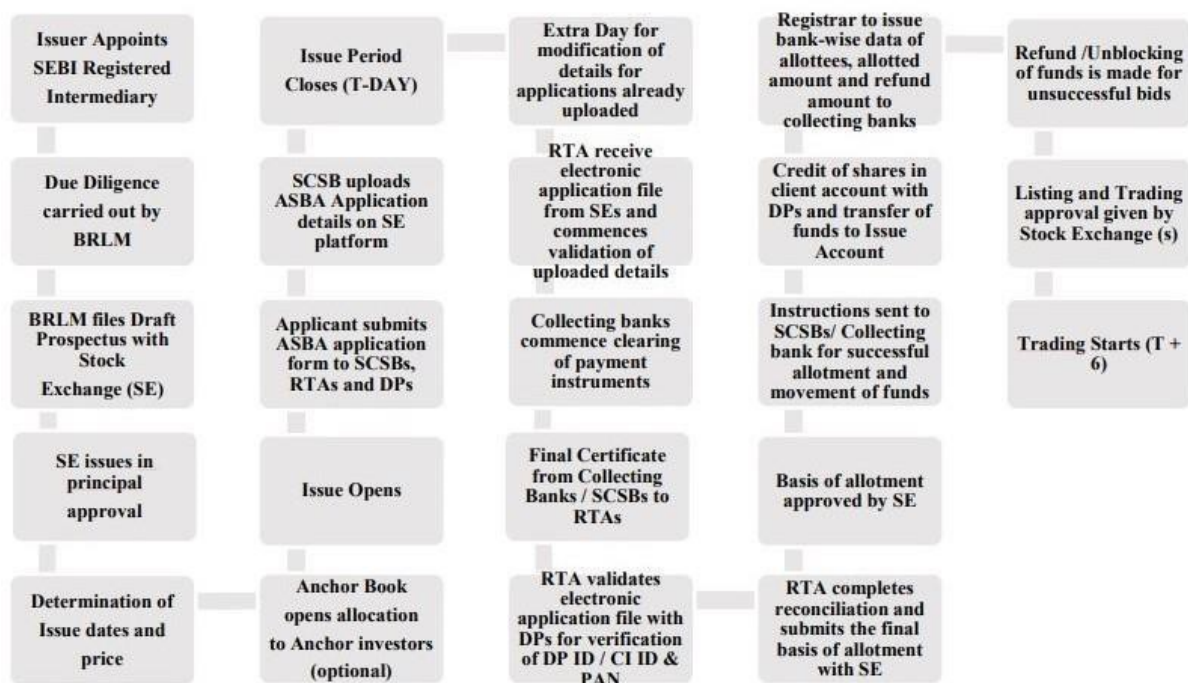 Issuer Appoints
SEBI Registered
Intermediary
Due Diligence
carried out by
BRLM
BRLM files Draft
Prospectus with
Stock
Exchange (SE)
SE issues in
principal
approval
Determination of
Issue dates and
price
Anchor Book
opens allocation
to Anchor investors
(optional)
Issue Opens
Applicant submits
ASBA application
form to SCSBs,
RTAs and DPs
SCSB uploads
ASBA Application
details on SE
platform
Issue Period
Closes (T-DAY)
Extra Day for
modification of
details for
applications already
uploaded
RTA receive
electronic
application file
from SEs and
commences
validation of
uploaded details
Collecting banks
commence clearing
of payment
instruments
Final Certificate
from Collecting
Banks / SCSBs to
RTAs
RTA validates
electronic
application file with
DPs for verification
of DP ID / CI ID &
PAN
RTA completes
reconciliation and
submits the final
basis of allotment
with SE
Basis of allotment
approved by SE
Instructions sent to
SCSBs/ Collecting
bank for successful
allotment and
movement of funds
Credit of shares in
client account with
DPs and transfer of
funds to Issue
Account
Registrar to issue
bank-wise data of
allottees, allotted
amount and refund
amount to
collecting banks
Refund /Unblocking
of funds is made for
unsuccessful bids
Listing and Trading
approval given by
Stock Exchange (s)
Trading Starts (T +
6)